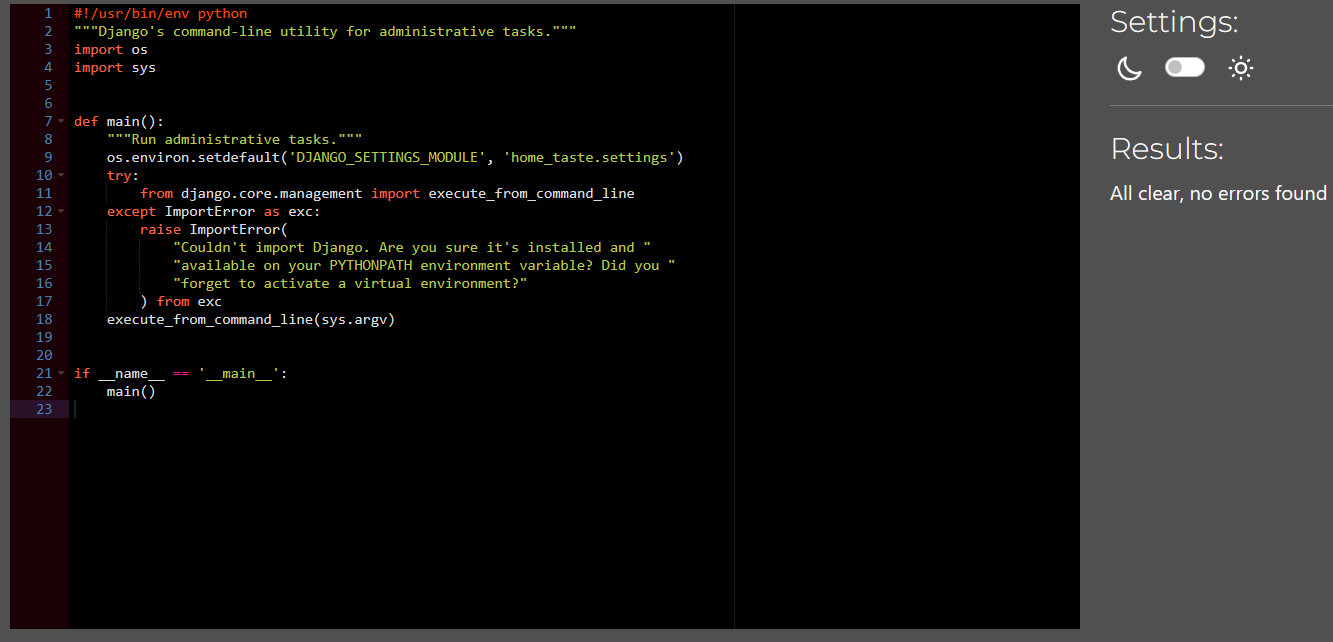 1 #!/usr/bin/env python
2 """Django's command-line utility for administrative tasks."""
3 import os
4 import sys
5
6
7 def main():
8     """Run administrative tasks."""
9     os.environ.setdefault('DJANGO_SETTINGS_MODULE', 'home_taste.settings')
10     try:
11         from django.core.management import execute_from_command_line
12     except ImportError as exc:
13         raise ImportError(
14             "Couldn't import Django. Are you sure it's installed and "
15             "available on your PYTHONPATH environment variable? Did you "
16             "forget to activate a virtual environment?"
17         ) from exc
18     execute_from_command_line(sys.argv)
19
20
21 if __name__ == '__main__':
22     main()
23
Settings:
Results:
All clear, no errors found